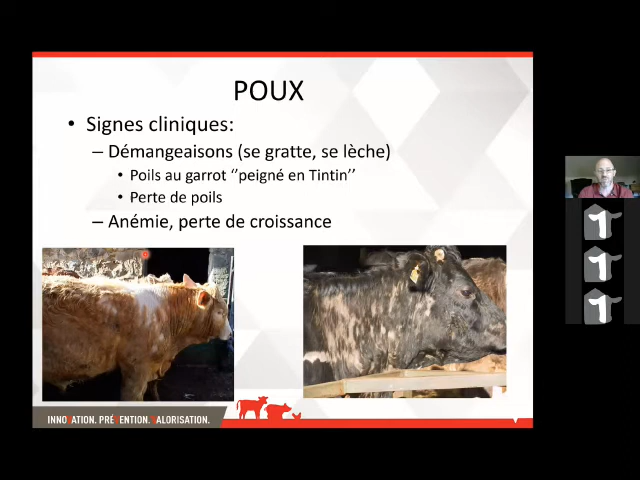 POUX
• Signes cliniques:
– Démangeaisons (se gratte, se lèche)
• Poils au garrot ‘’peigné en Tintin’’
• Perte de poils
– Anémie, perte de croissance
INNOVATION. PRÉVENTION. VALORISATION.